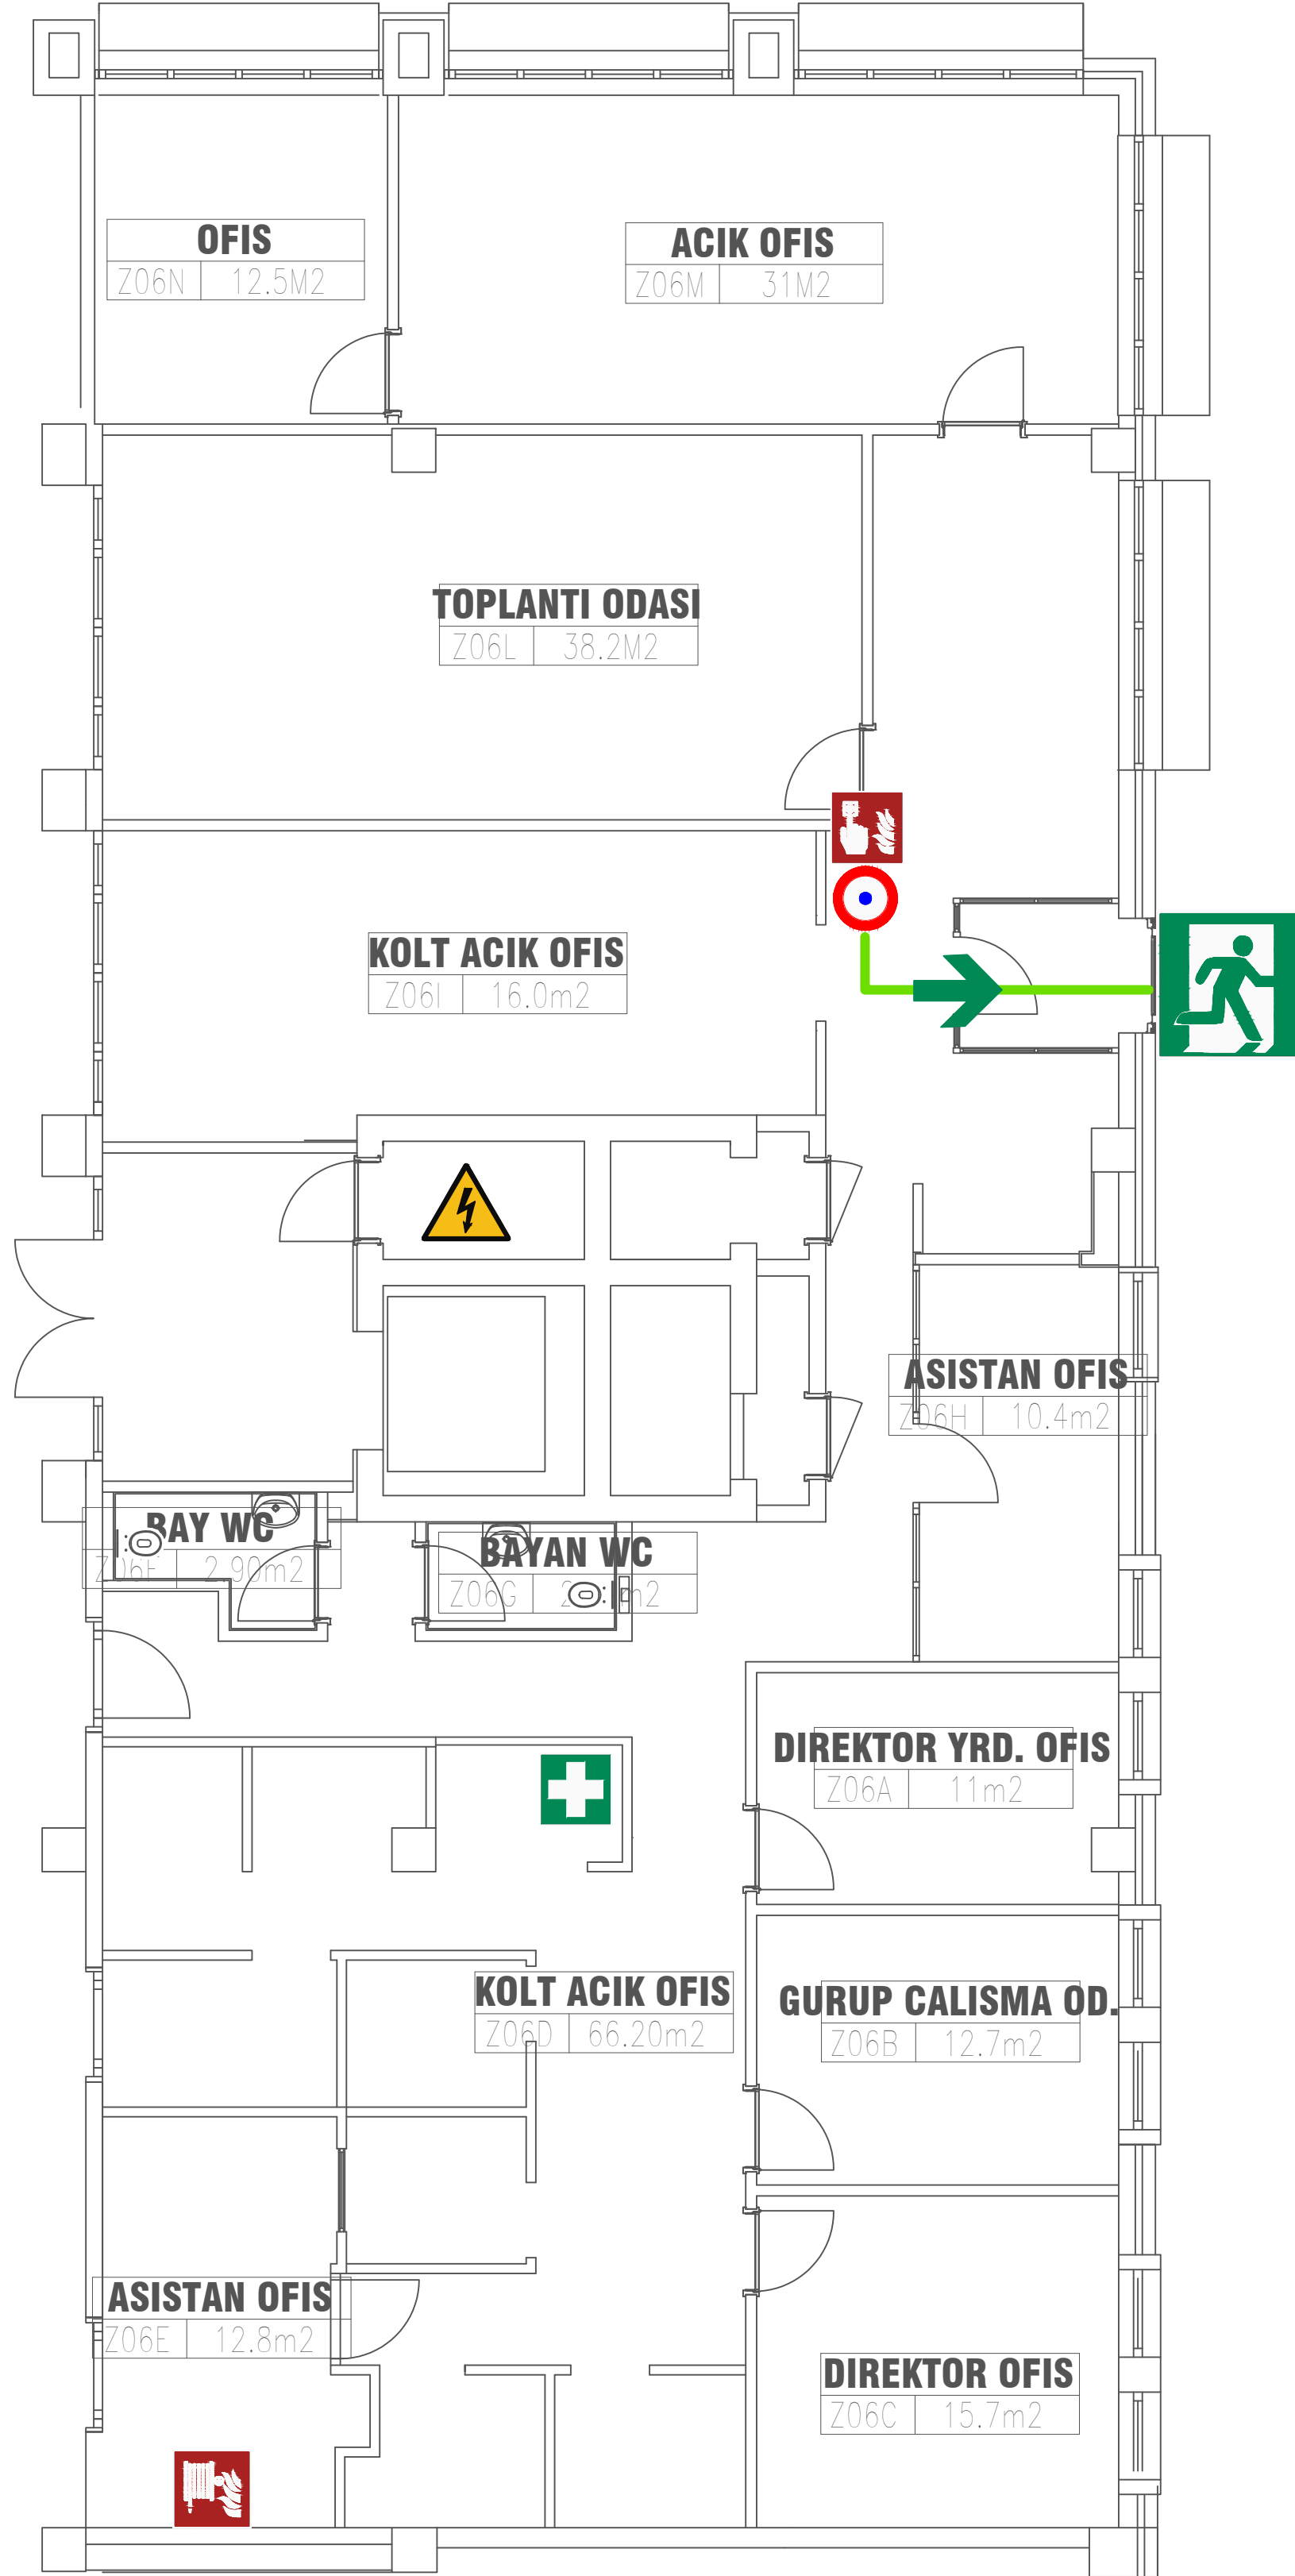 OFIS
Z06N 12.5M2
ACIK OFIS
Z06M 31M2
TOPLANTI ODASI
Z06L 38.2M2
KOLT ACIK OFIS
Z06I 16.0m2
ASISTAN OFIS
Z06H 10.4m2
BAY WC
Z06F 2.90m2
BAYAN WC
Z06G
DIREKTOR YRD. OFIS
Z06A 11m2
KOLT ACIK OFIS
Z06D 66.20m2
GURUP CALISMA OD.
Z06B 12.7m2
ASISTAN OFIS
Z06E 12.8m2
DIREKTOR OFIS
Z06C 15.7m2